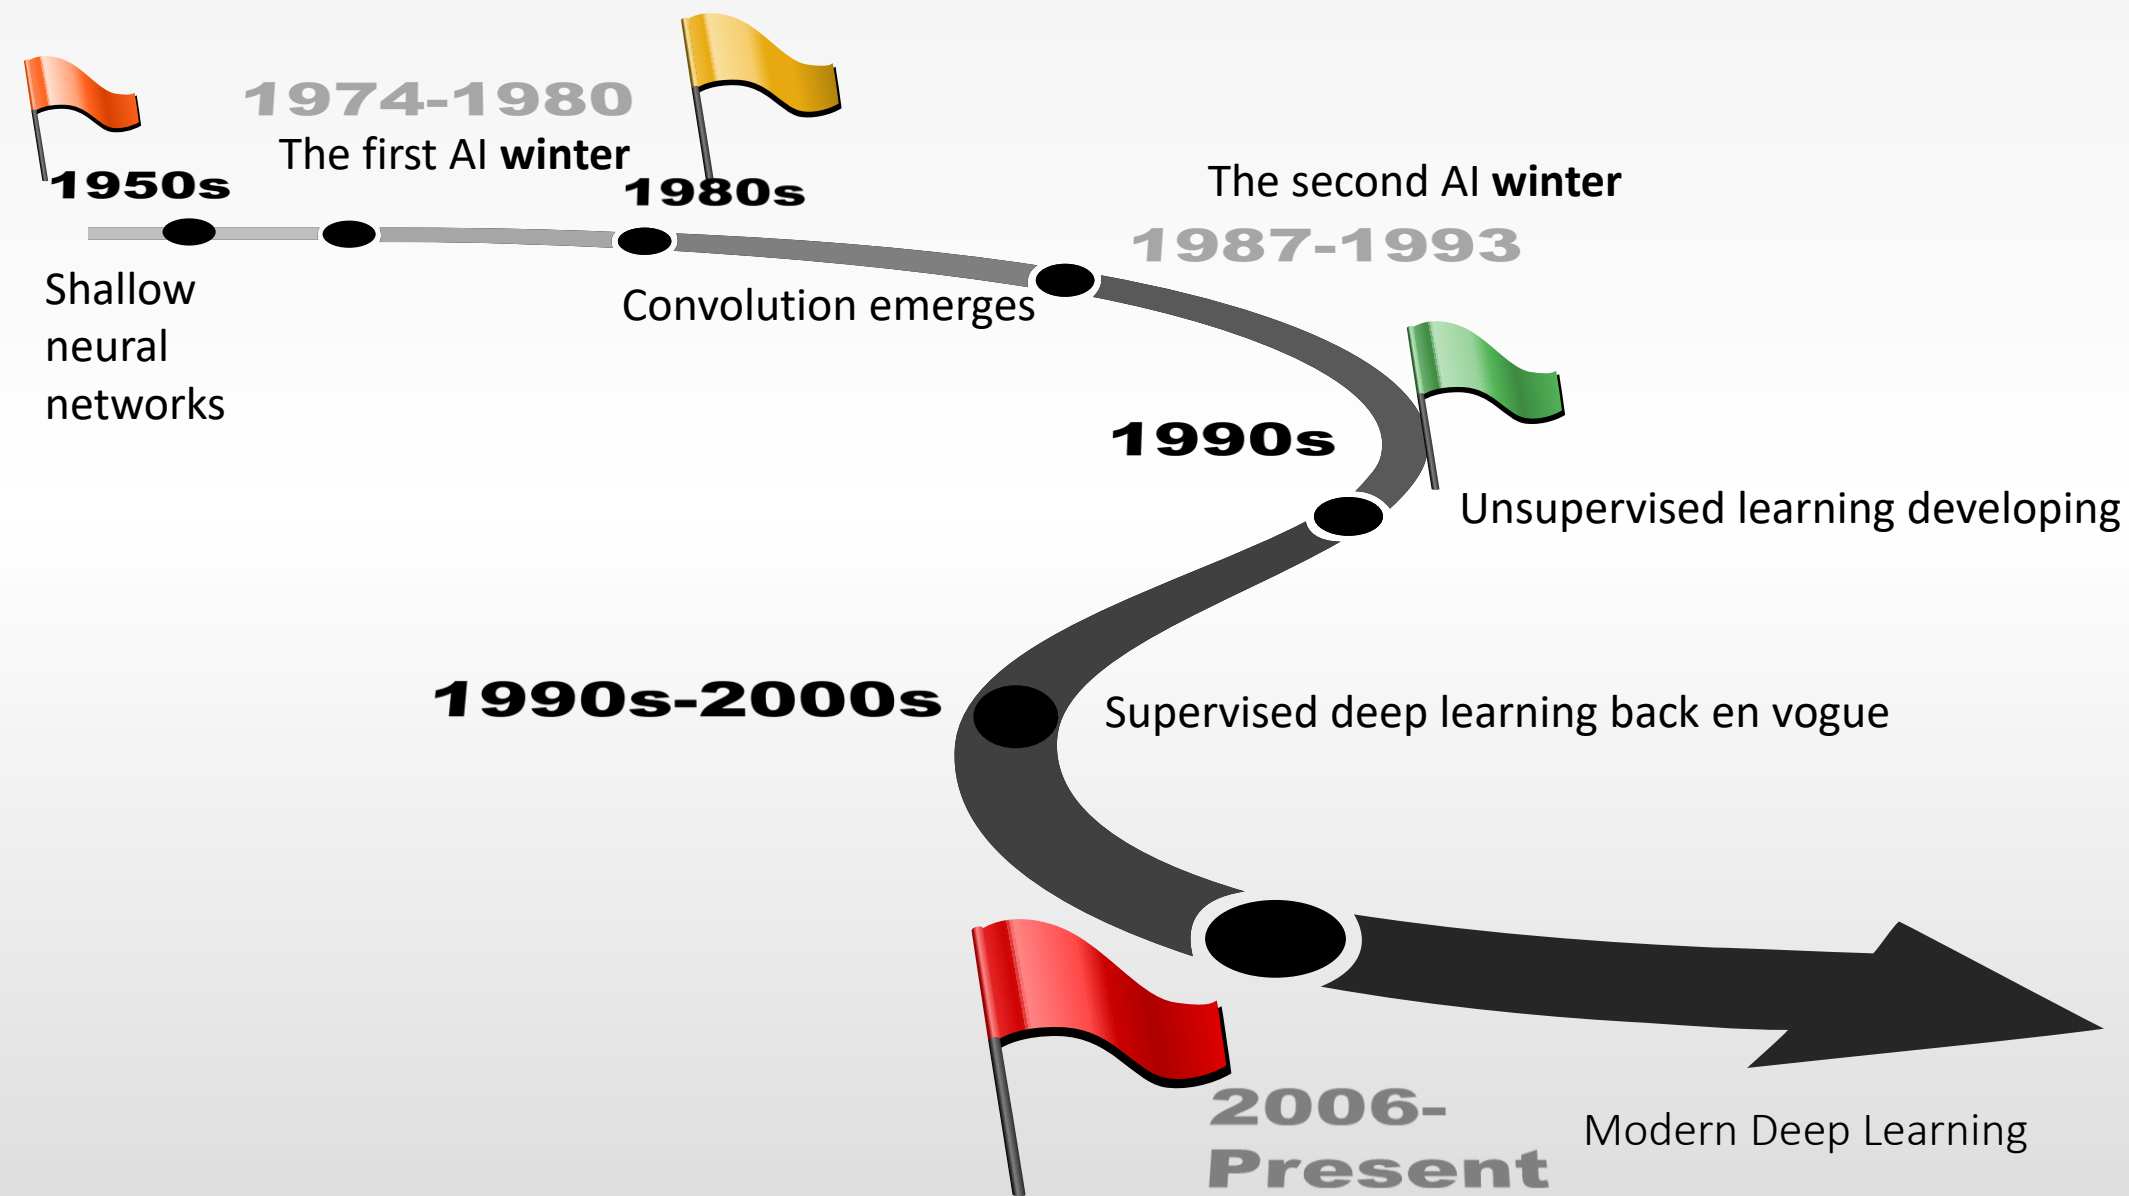 1950s
Shallow
neural
networks
1974-1980
The first AI winter
1980s
Convolution emerges
The second AI winter
1987-1993
1990s
Unsupervised learning developing
1990s-2000s
Supervised deep learning back en vogue
2006-
Present
Modern Deep Learning